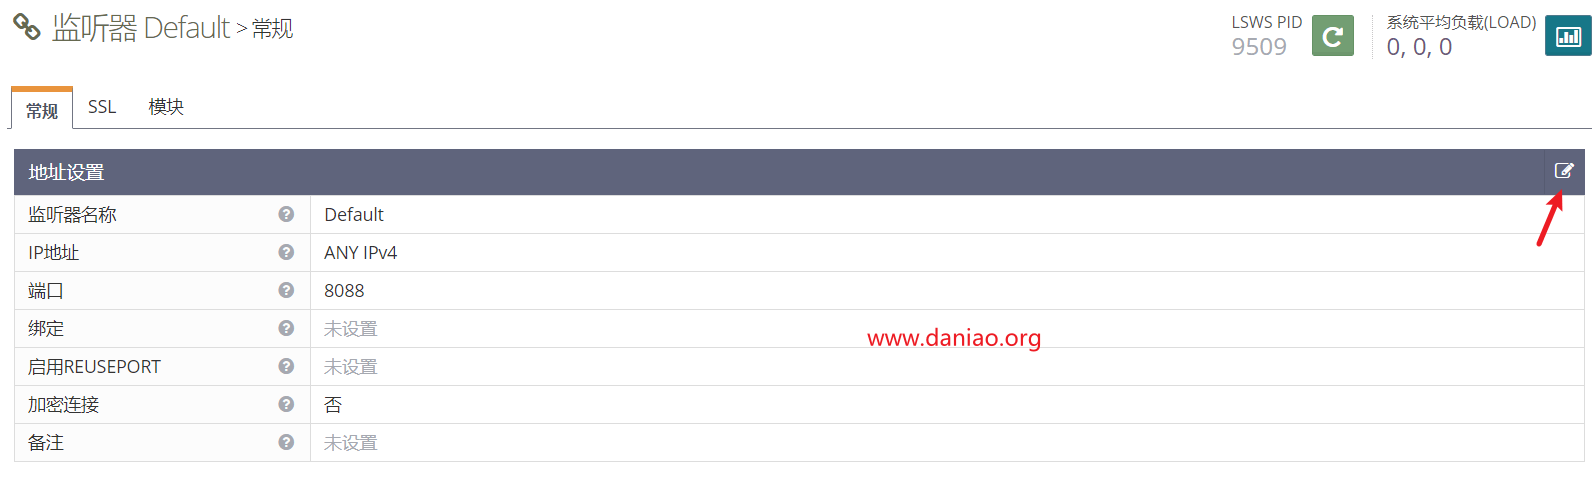 监听器 Default > 常规
LSWS PID
9509
系统平均负载(LOAD)
0, 0, 0
常规 SSL 模块
地址设置
监听器名称 Default
IP地址 ANY IPv4
端口 8088
绑定 未设置
www.daniao.org
启用REUSEPORT 未设置
加密连接 否
备注 未设置